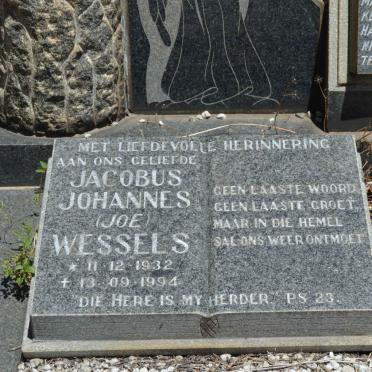 MET LIEFDEVOLLE HERINNERING
AAN ONS GELIEFDE
JACOBUS
JOHANNES
(JOE)
WESSELS
* 11-12-1932
✝ 13-09-1994
GEEN LAASTE WOORD,
GEEN LAASTE GROET,
MAAR IN DIE HEMEL
SAL ONS WEER ONTMOET
DIE HERE IS MY HERDER. PS 23.